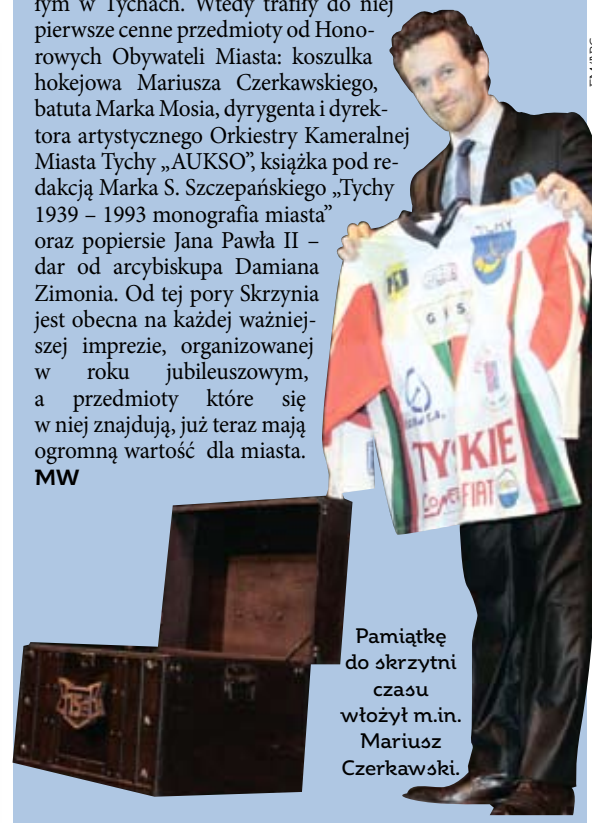 łym w Tychach. Wtedy trafiły do niej
pierwsze cenne przedmioty od Hono-
rowych Obywateli Miasta: koszulka
hokejowa Mariusza Czerkawskiego,
batuta Marka Mosia, dyrygenta i dyrek-
tora artystycznego Orkiestry Kameralnej
Miasta Tychy „AUKSO”, książka pod re-
dakcją Marka S. Szczepańskiego „Tychy
1939 – 1993 monografia miasta”
oraz popiersie Jana Pawła II –
dar od arcybiskupa Damiana
Zimonia. Od tej pory Skrzynia
jest obecna na każdej ważniej-
szej imprezie, organizowanej
w roku jubileuszowym,
a przedmioty które się
w niej znajdują, już teraz mają
ogromną wartość dla miasta.
MW
TYCHY
GKS
TYSKIE
FIAT
Pamiątkę
do skrzytni
czasu
włożył m.in.
Mariusz
Czerkawski.